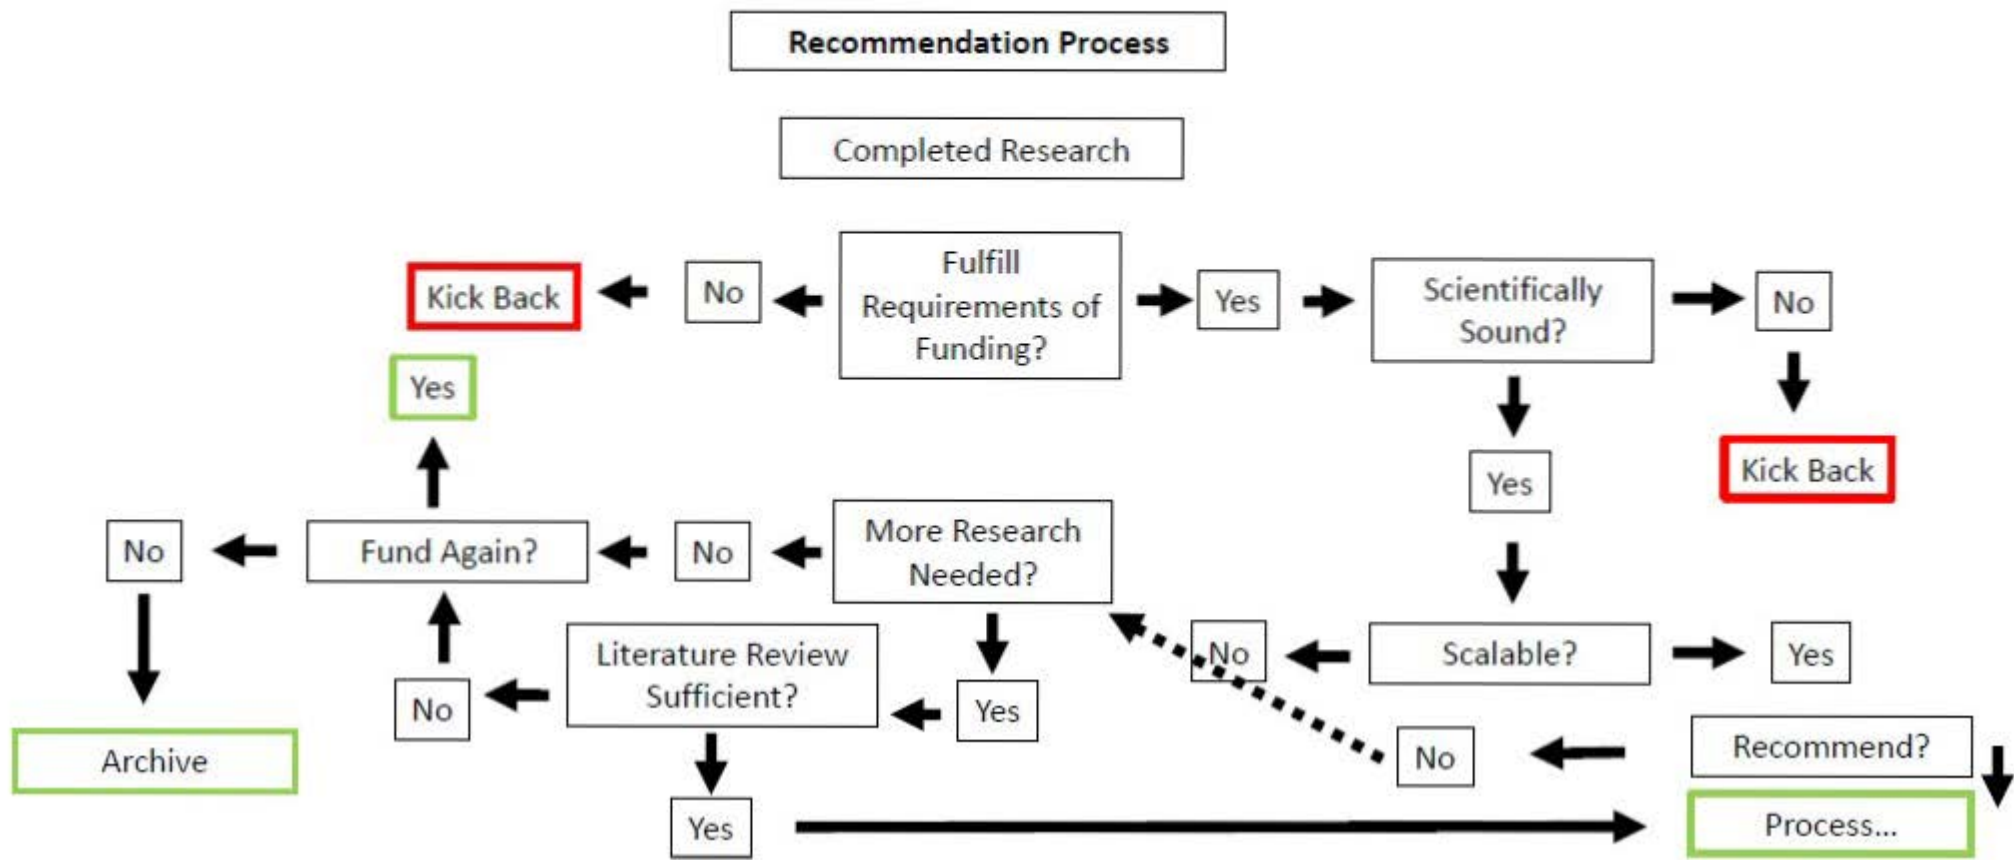 Recommendation Process
Completed Research
Fulfill
Requirements of
Funding?
No
Kick Back
Yes
Scientifically
Sound?
No
Kick Back
Yes
Scalable?
Yes
No
Recommend?
No
Process...
More Research
Needed?
No
Yes
Literature Review
Sufficient?
No
Yes
Fund Again?
Yes
No
Archive